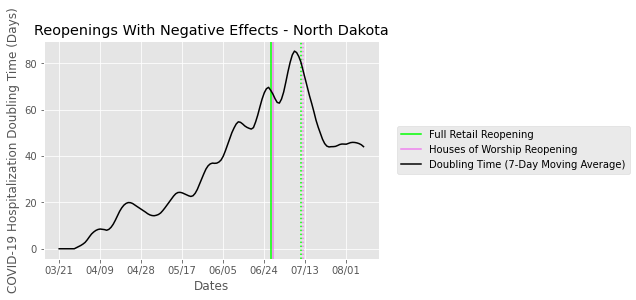 Reopenings With Negative Effects - North Dakota
COVID-19 Hospitalization Doubling Time (Days)
80
60
40
20
0
03/21 04/09 04/28 05/17 06/05 06/24 07/13 08/01
Dates
Full Retail Reopening
Houses of Worship Reopening
Doubling Time (7-Day Moving Average)